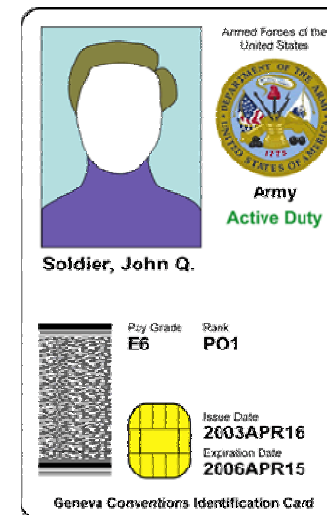 Armed Forces of the
United States
DEPARTMENT OF THE ARMY
UNITED STATES OF AMERICA
1775
Army
Active Duty
Soldier, John Q.
Pay Grade Rank
E6 PO1
Issue Date
2003APR16
Expiration Date
2006APR15
Geneva Conventions Identification Card